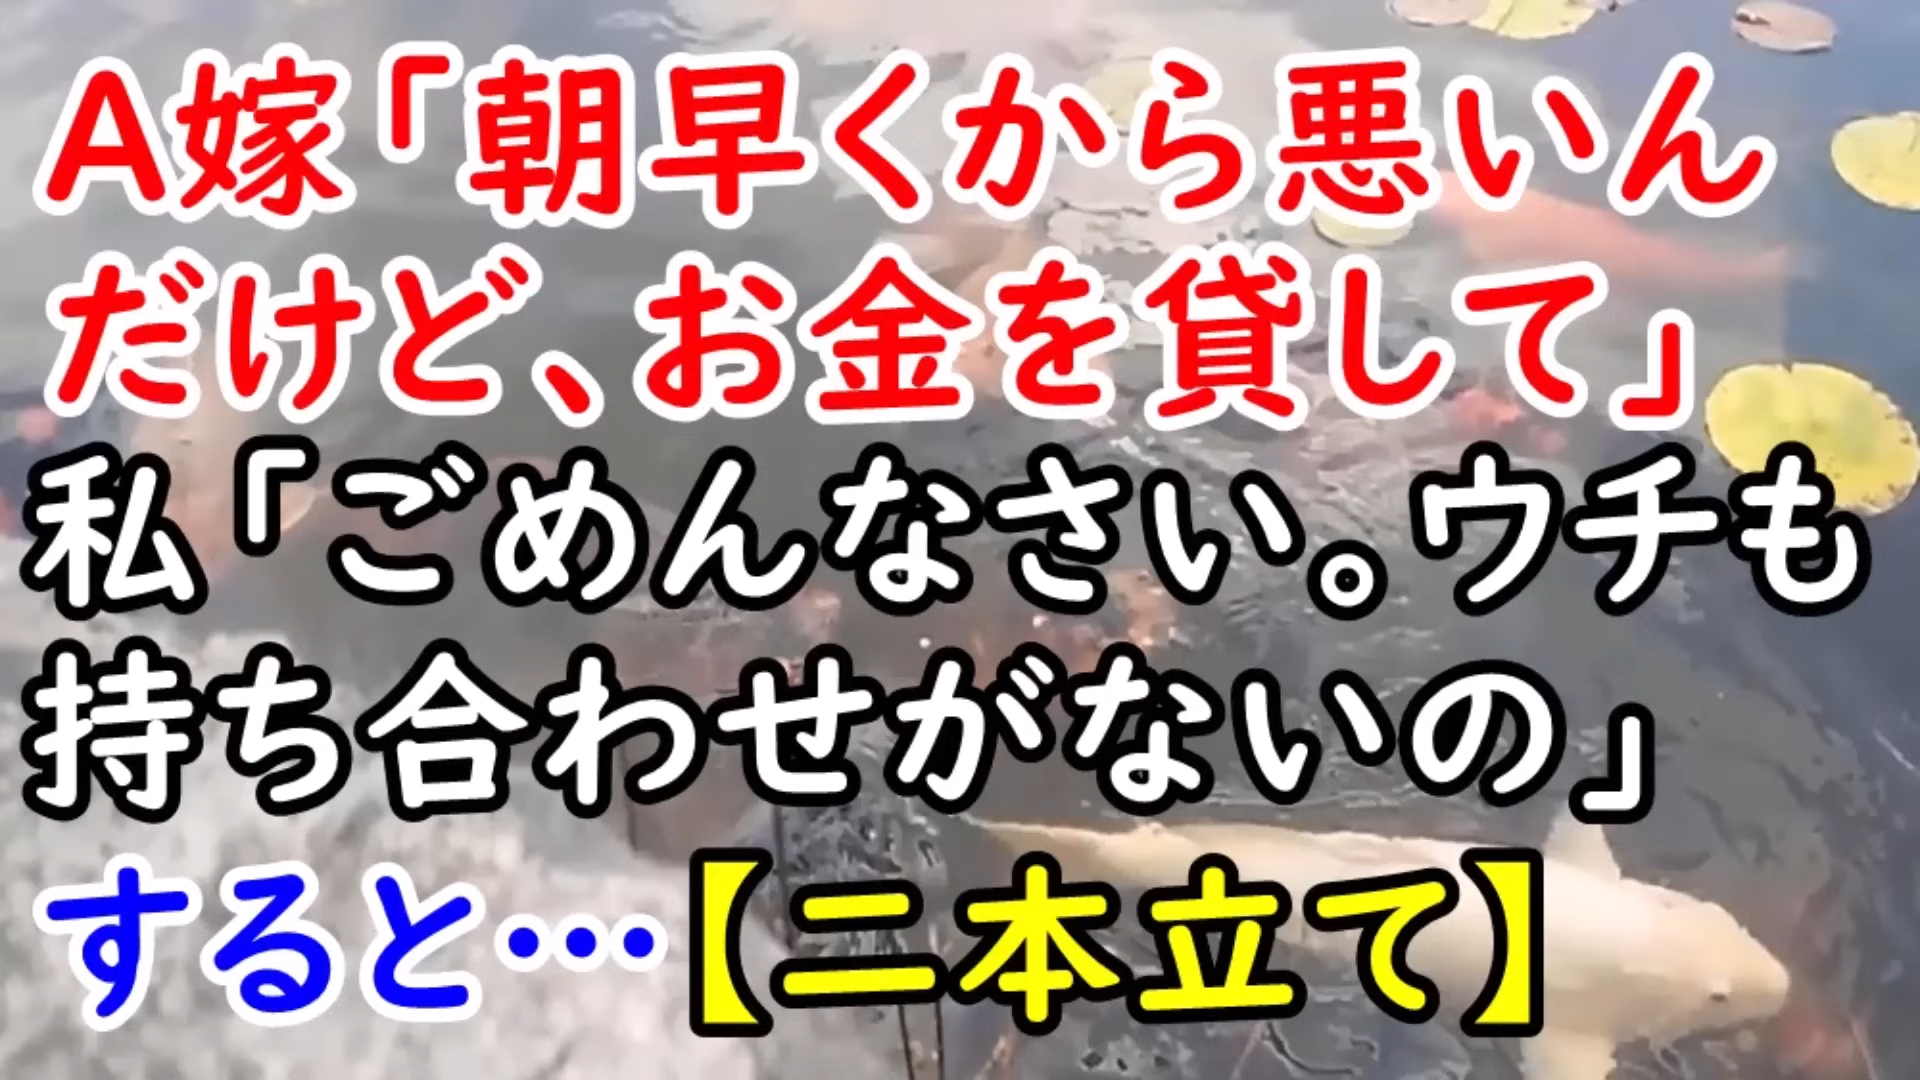 A嫁「朝早くから悪いん
だけど、お金を貸して」
私「ごめんなさい。ウチも
持ち合わせがないの」
すると…【二本立て】